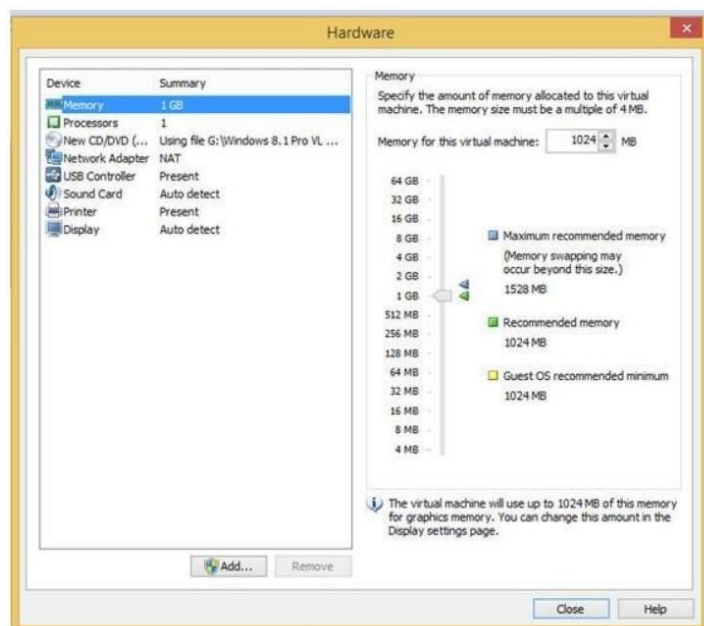 Hardware
Device Summary
Memory 1 GB
Processors 1
New CD/DVD (... Using file G:\Windows 8.1 Pro VL ...
Network Adapter NAT
USB Controller Present
Sound Card Auto detect
Printer Present
Display Auto detect
Add... Remove
Memory
Specify the amount of memory allocated to this virtual
machine. The memory size must be a multiple of 4 MB.
Memory for this virtual machine: 1024 MB
64 GB
32 GB
16 GB
8 GB
4 GB
2 GB
1 GB
512 MB
256 MB
128 MB
64 MB
32 MB
16 MB
8 MB
4 MB
Maximum recommended memory
(Memory swapping may
occur beyond this size.)
1528 MB
Recommended memory
1024 MB
Guest OS recommended minimum
1024 MB
The virtual machine will use up to 1024 MB of this memory
for graphics memory. You can change this amount in the
Display settings page.
Close Help